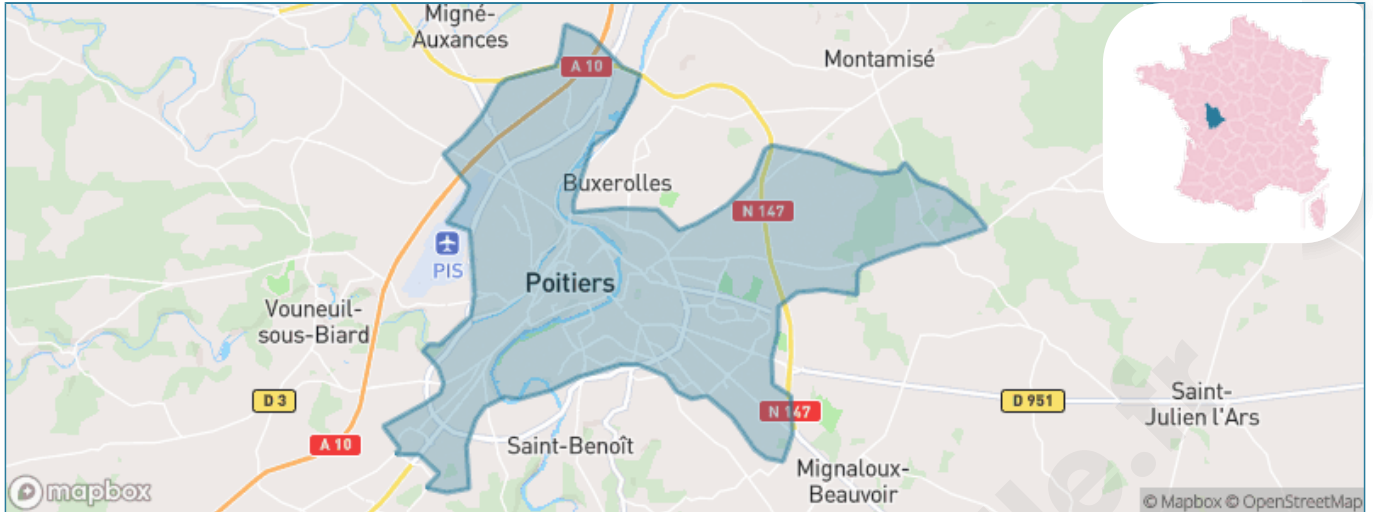 Migné-
Auxances
A 10
Montamisé
Buxerolles
N 147
PIS
Poitiers
Vouneuil-
sous-Biard
D 3
D 951
Saint-
Julien l'Ars
N 147
A 10
Saint-Benoît
Mignaloux-
Beauvoir
mapbox
© Mapbox © OpenStreetMap